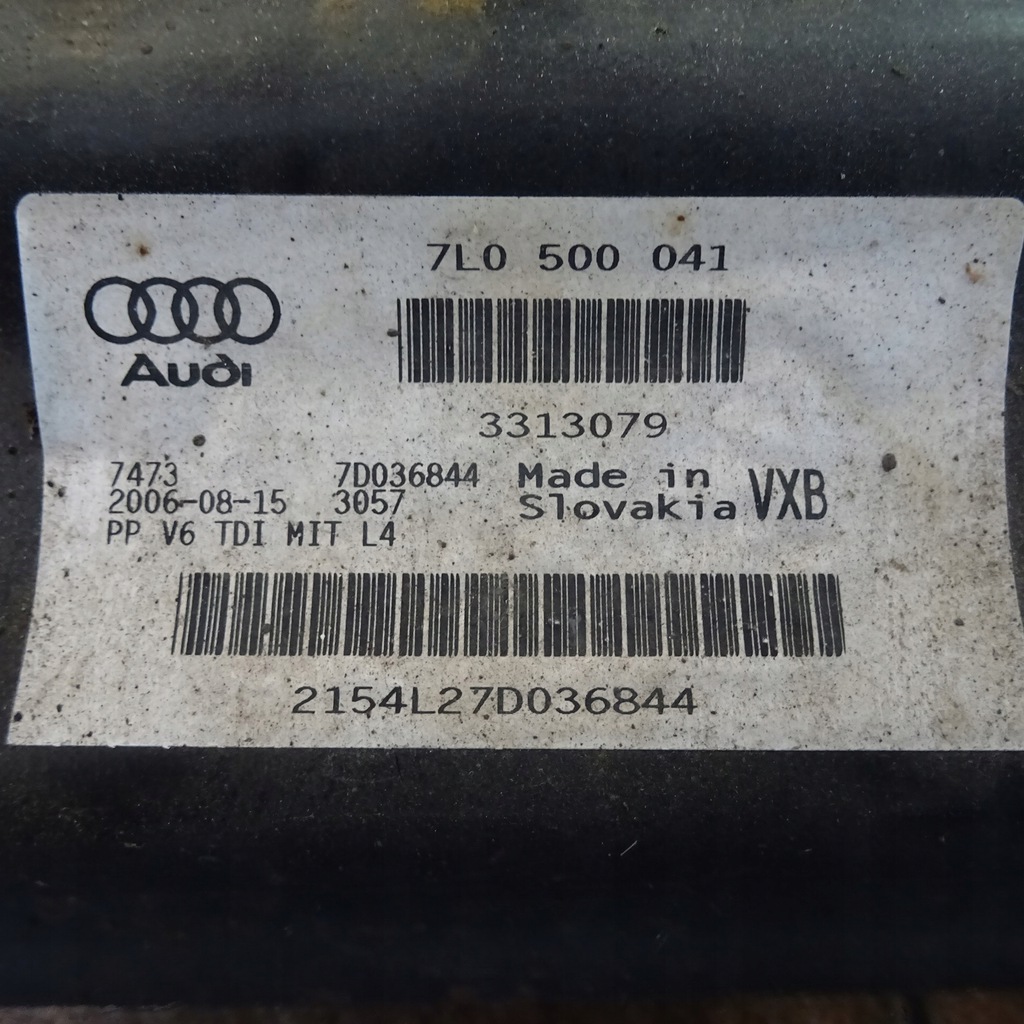 7L0 500 041
Audi
3313079
7473 7D036844 Made in
2006-08-15 3057 Slovakia VXB
PP V6 TDI MIT L4
2154L27D036844